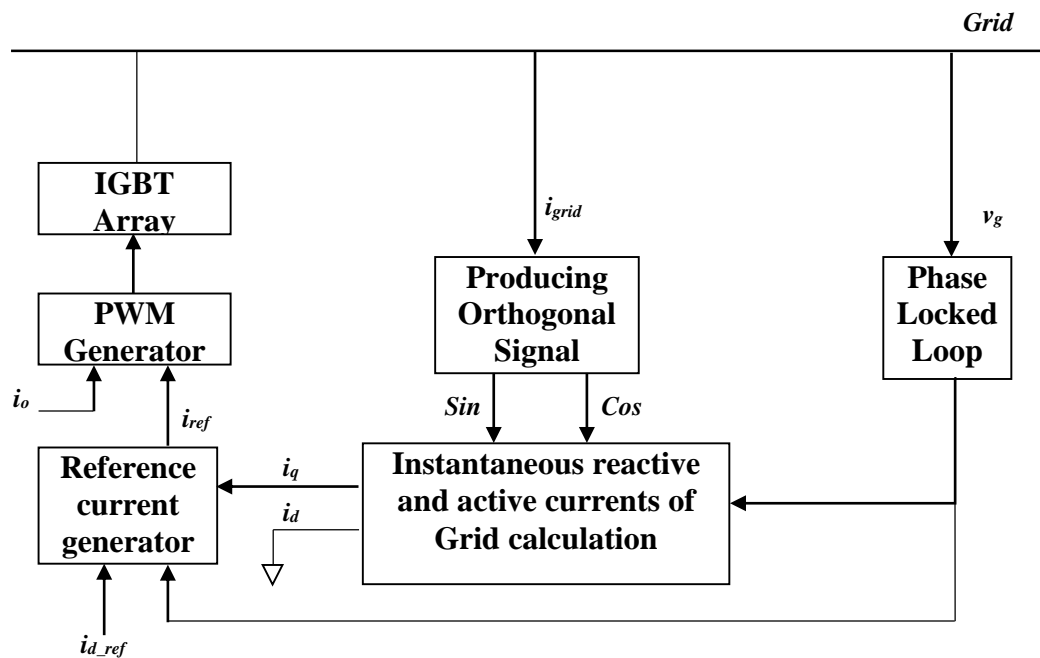 Grid
IGBT
Array
i_grid
v_g
Producing
Orthogonal
Signal
Phase
Locked
Loop
PWM
Generator
i_o
i_ref
Sin
Cos
Reference
current
generator
i_q
i_d
Instantaneous reactive
and active currents of
Grid calculation
i_d_ref